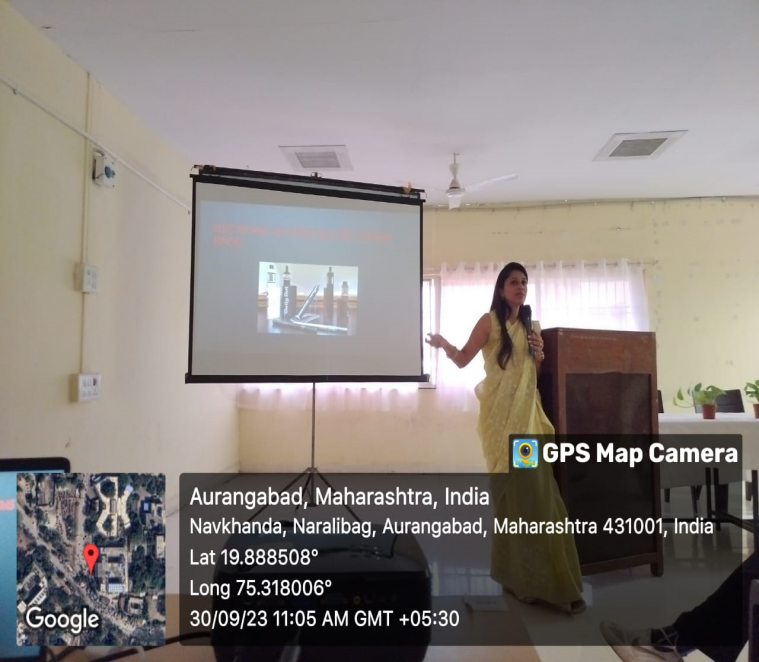 GPS Map Camera
Aurangabad, Maharashtra, India
Navkhanda, Naralibag, Aurangabad, Maharashtra 431001, India
Lat 19.888508°
Long 75.318006°
30/09/23 11:05 AM GMT +05:30
Google